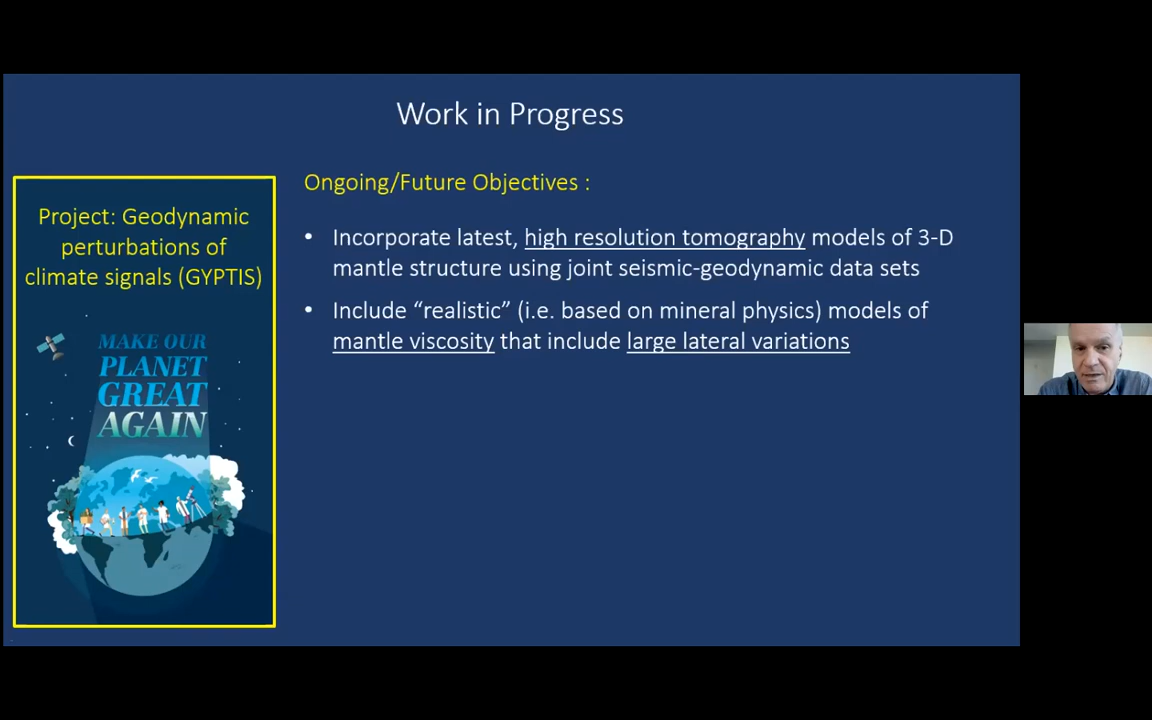 Work in Progress
Project: Geodynamic
perturbations of
climate signals (GYPTIS)
MAKE OUR
PLANET
GREAT
AGAIN
Ongoing/Future Objectives :
• Incorporate latest, high resolution tomography models of 3-D
mantle structure using joint seismic-geodynamic data sets
• Include “realistic” (i.e. based on mineral physics) models of
mantle viscosity that include large lateral variations